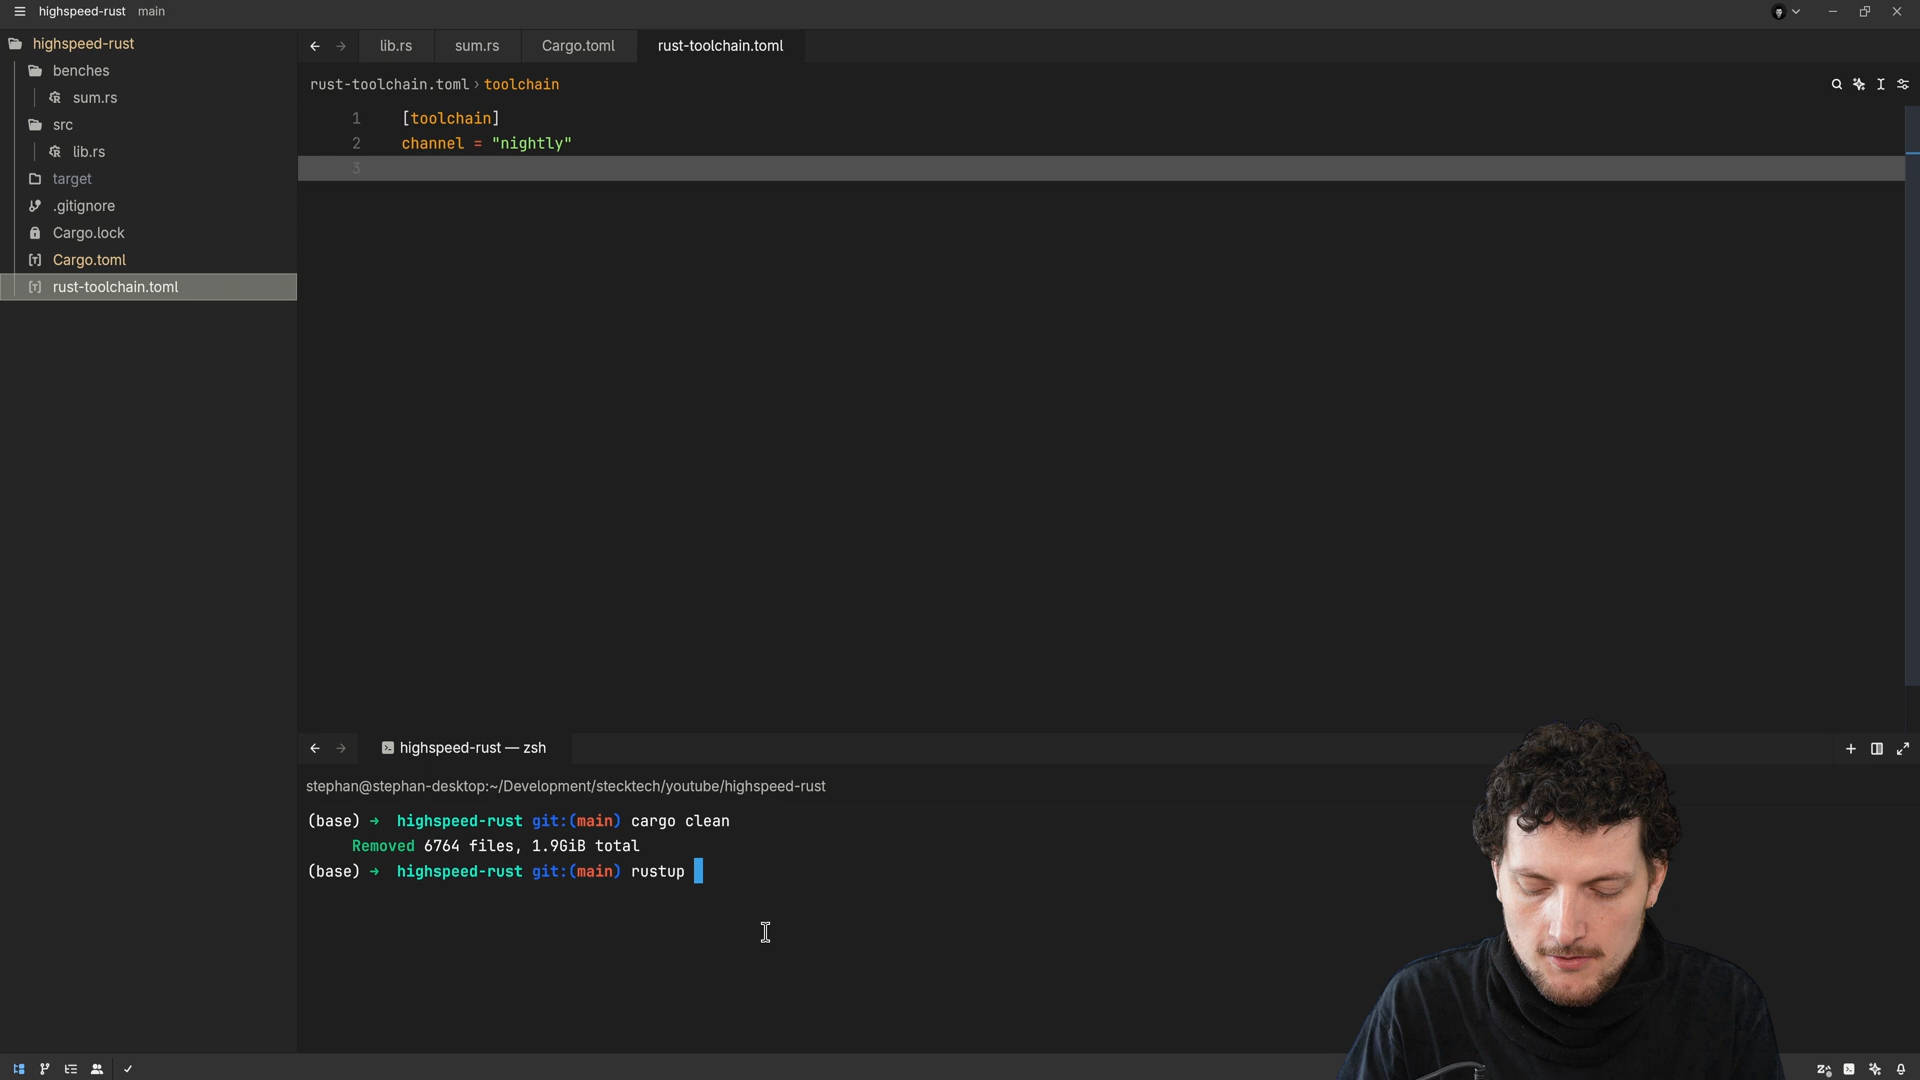 highspeed-rust main
highspeed-rust
benches
sum.rs
src
lib.rs
target
.gitignore
Cargo.lock
Cargo.toml
rust-toolchain.toml
lib.rs
sum.rs
Cargo.toml
rust-toolchain.toml
rust-toolchain.toml › toolchain
1 [toolchain]
2 channel = "nightly"
3
highspeed-rust — zsh
stephan@stephan-desktop:~/Development/stecktech/youtube/highspeed-rust
(base) → highspeed-rust git:(main) cargo clean
Removed 6764 files, 1.9GiB total
(base) → highspeed-rust git:(main) rustup